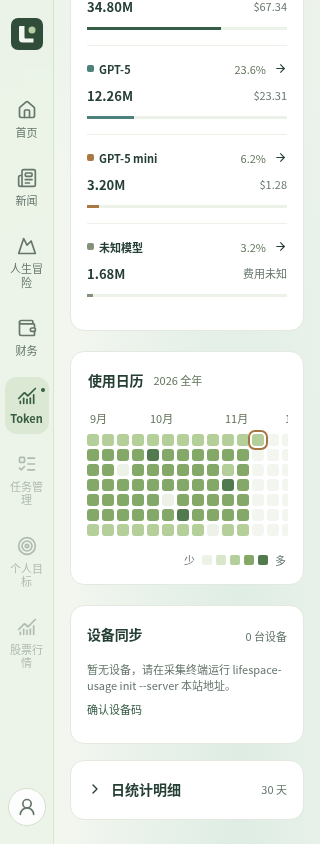 34.80M $67.34
首页
GPT-5 23.6%
12.26M $23.31
新闻
GPT-5 mini 6.2%
3.20M $1.28
人生冒
险
未知模型 3.2%
1.68M 费用未知
财务
使用日历 2026 全年
Token
9月 10月 11月
任务管
理
个人目
标
少 多
股票行
情
设备同步 0 台设备
暂无设备，请在采集终端运行 lifespace-
usage init --server 本站地址。
确认设备码
日统计明细 30 天